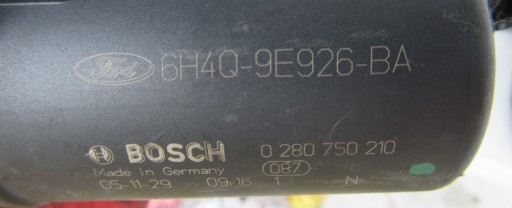 Ford 6H4Q-9E926-BA
BOSCH 0 280 750 210
Made in Germany 087
05-11-29 09:16 1 N